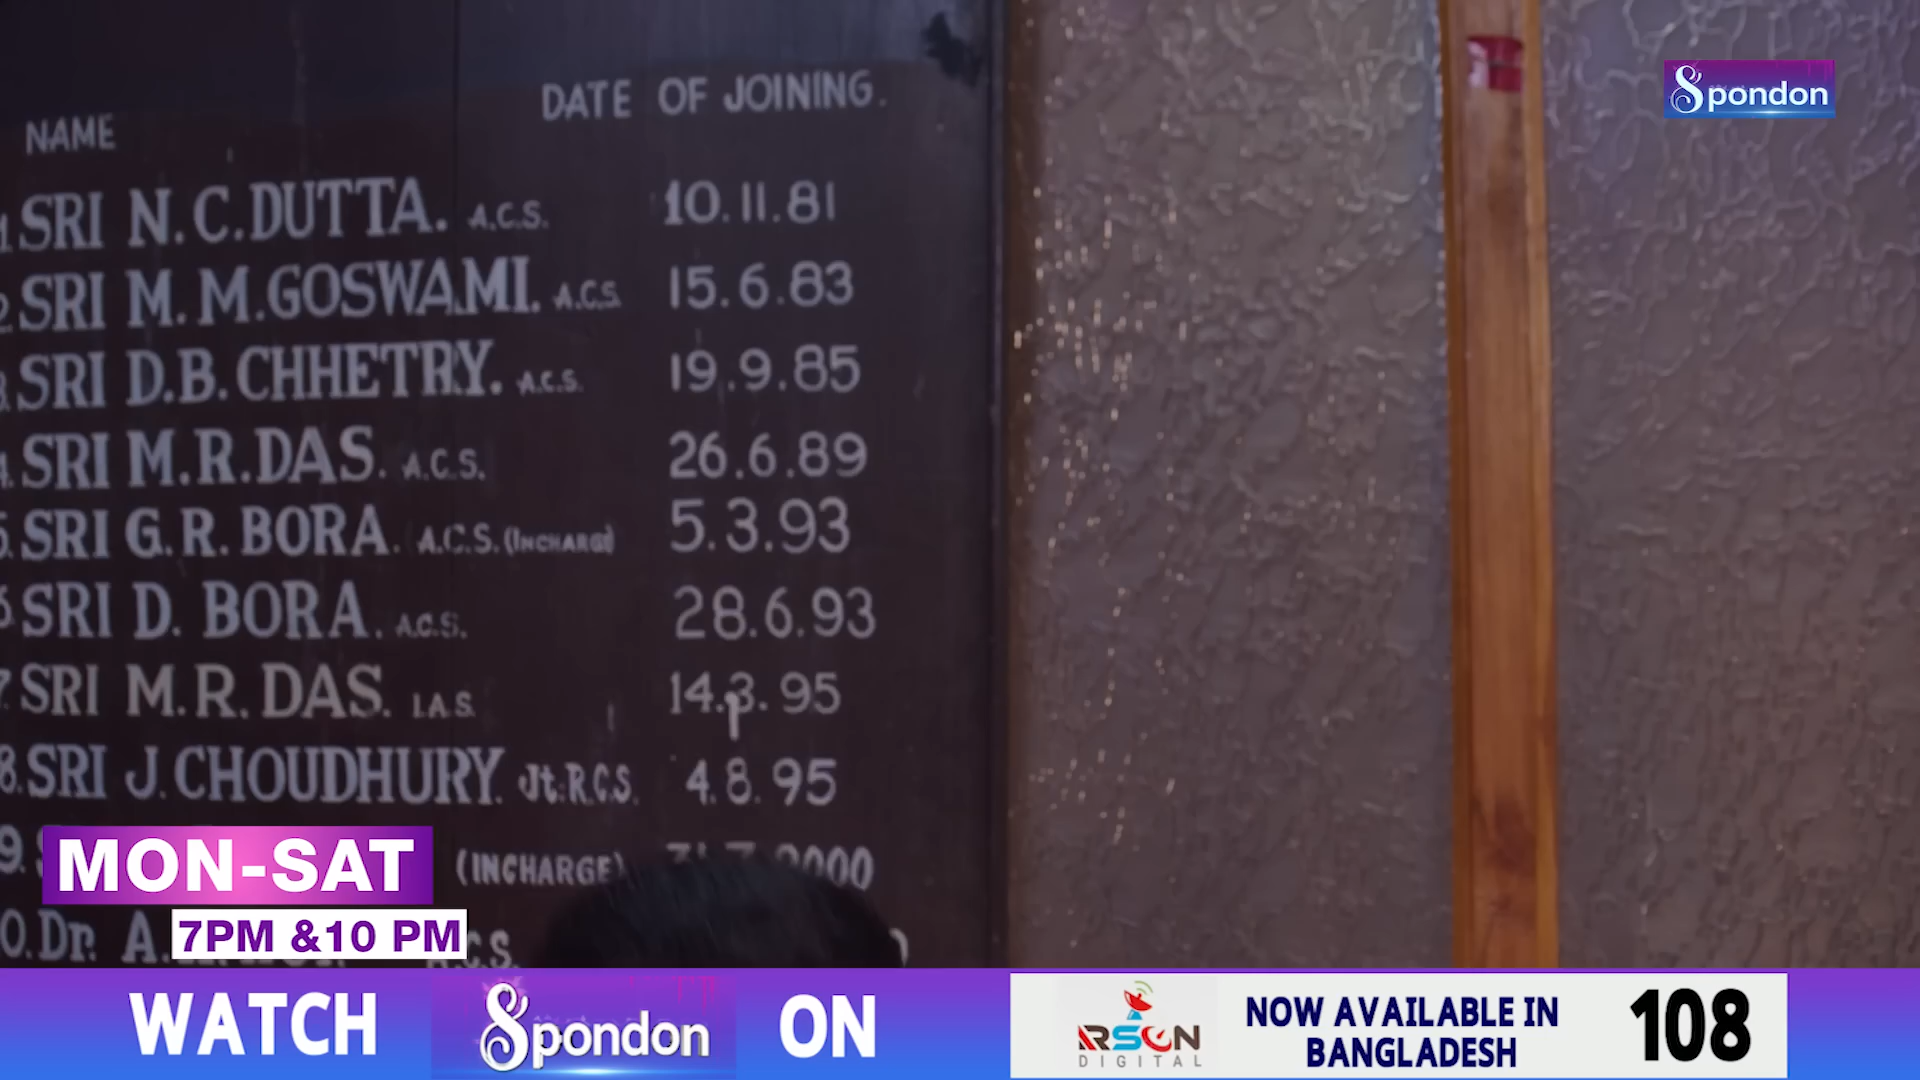 Spondon
NAME DATE OF JOINING.
1. SRI N.C. DUTTA. A.C.S. 10.11.81
2. SRI M.M. GOSWAMI. A.C.S. 15.6.83
3. SRI D.B. CHHETRY. A.C.S. 19.9.85
4. SRI M.R. DAS. A.C.S. 26.6.89
5. SRI G.R. BORA. A.C.S. (INCHARGE) 5.3.93
6. SRI D. BORA. A.C.S. 28.6.93
7. SRI M.R. DAS. I.A.S. 14.3.95
8. SRI J. CHOUDHURY. Jt.R.C.S. 4.8.95
9. (INCHARGE) 2000
Dr. A.
MON-SAT
7PM &10 PM
WATCH Spondon ON
DIGITAL
NOW AVAILABLE IN
BANGLADESH
108